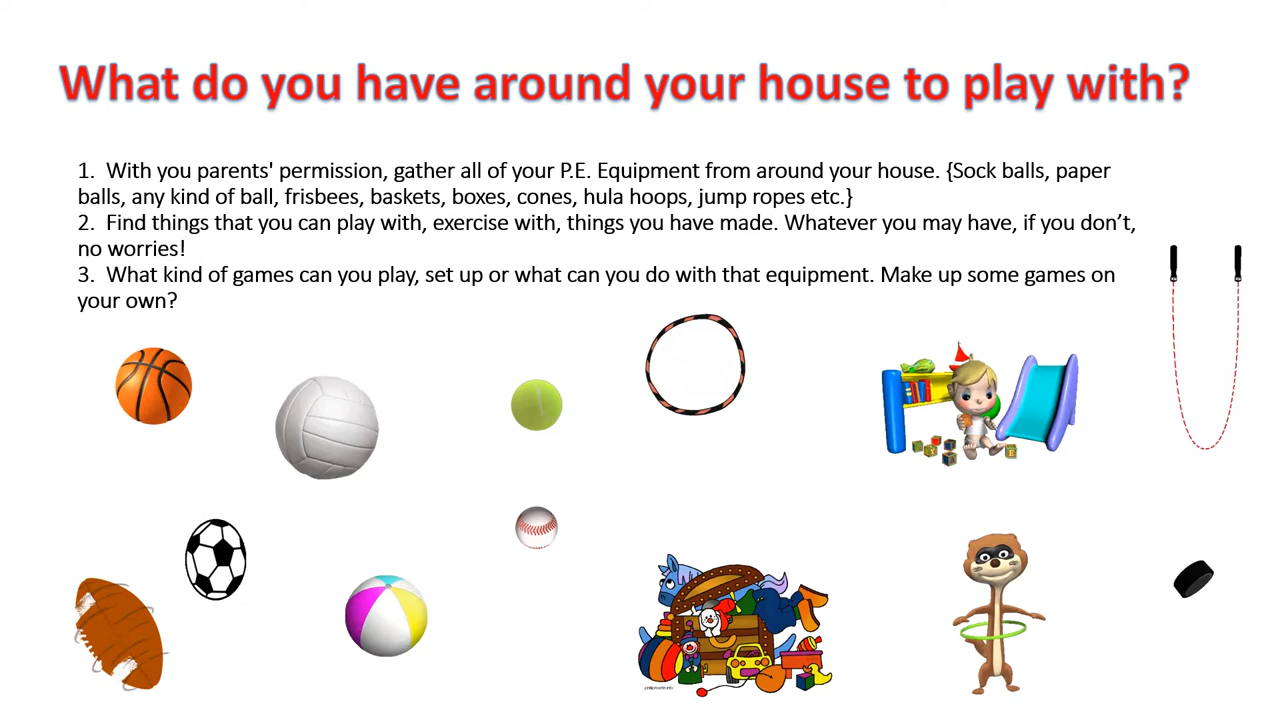 What do you have around your house to play with?
1.  With you parents' permission, gather all of your P.E. Equipment from around your house. {Sock balls, paper
balls, any kind of ball, frisbees, baskets, boxes, cones, hula hoops, jump ropes etc.}
2.  Find things that you can play with, exercise with, things you have made. Whatever you may have, if you don’t,
no worries!
3.  What kind of games can you play, set up or what can you do with that equipment. Make up some games on
your own?